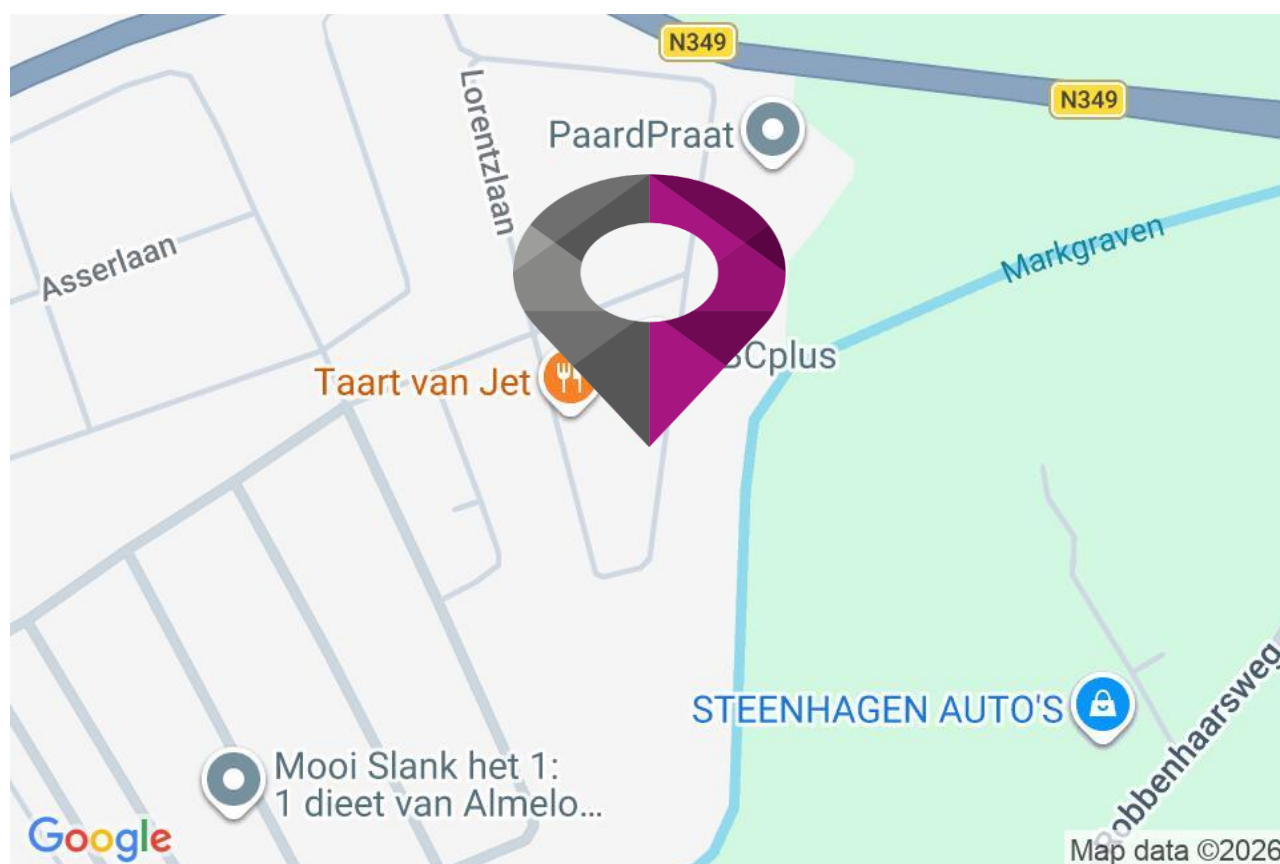 N349
N349
Lorentzlaan
PaardPraat
Asserlaan
Markgraven
Taart van Jet
STEENHAGEN AUTO'S
Mooi Slank het 1:
1 dieet van Almelo...
Google
Map data ©2026